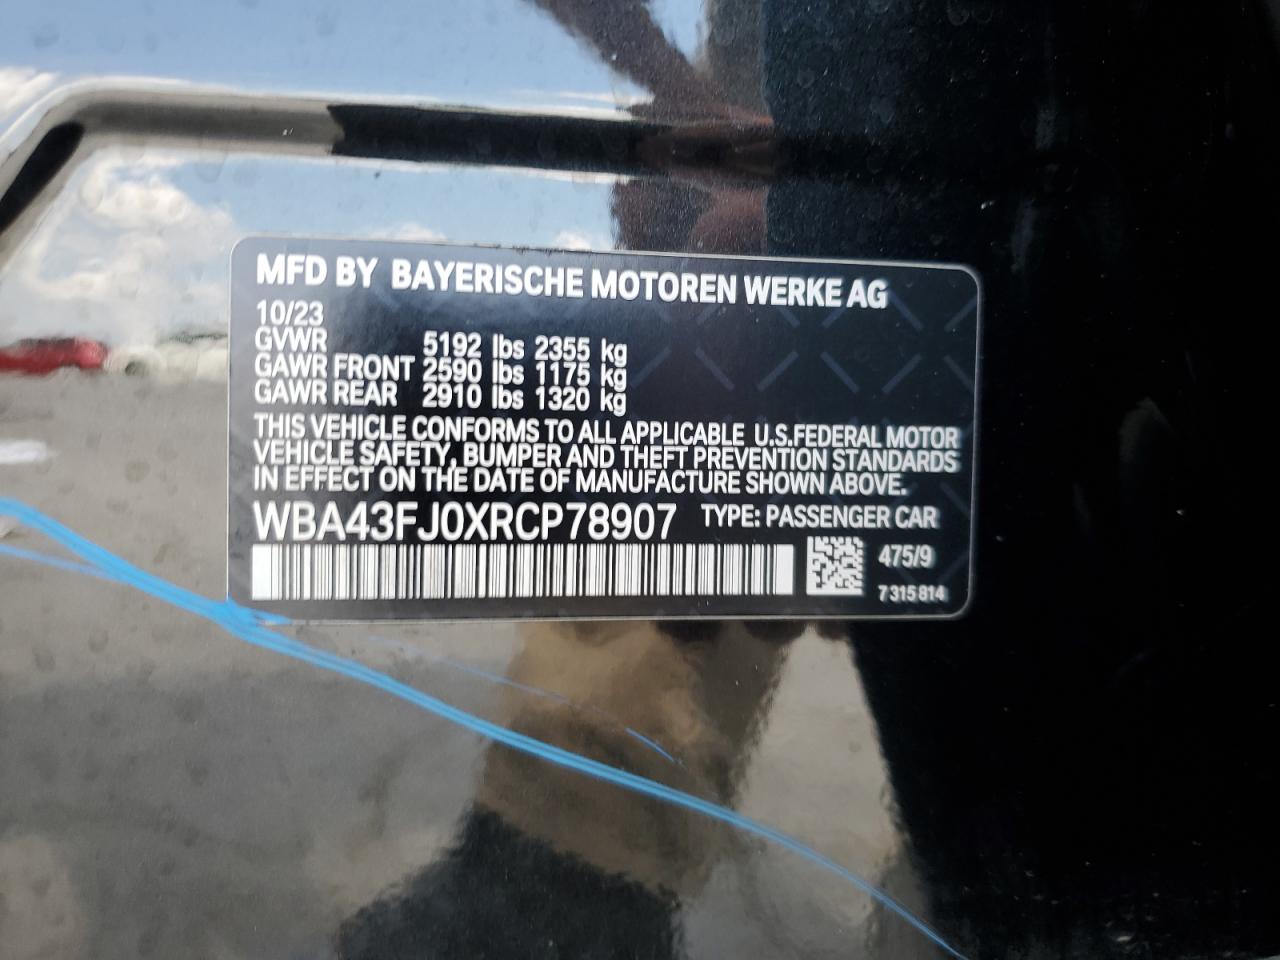 MFD BY BAYERISCHE MOTOREN WERKE AG
10/23
GVWR 5192 lbs 2355 kg
GAWR FRONT 2590 lbs 1175 kg
GAWR REAR 2910 lbs 1320 kg
THIS VEHICLE CONFORMS TO ALL APPLICABLE U.S.FEDERAL MOTOR
VEHICLE SAFETY, BUMPER AND THEFT PREVENTION STANDARDS
IN EFFECT ON THE DATE OF MANUFACTURE SHOWN ABOVE.
WBA43FJ0XRCP78907 TYPE: PASSENGER CAR
475/9
7 315 814